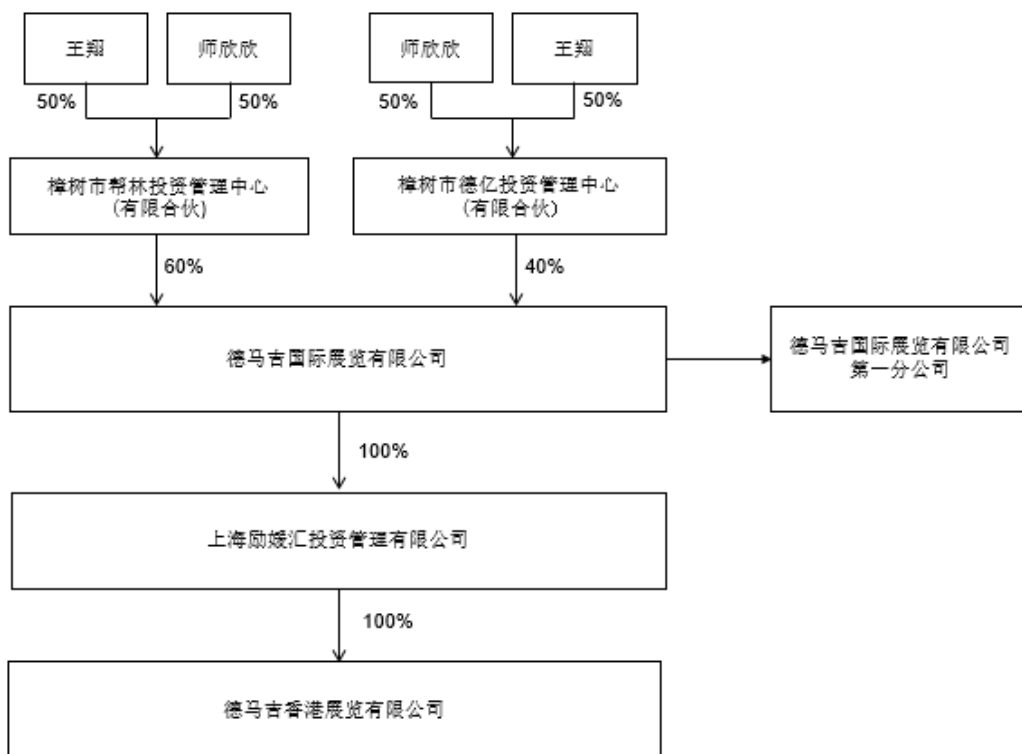 王翔
师欣欣
师欣欣
王翔
50%
50%
50%
50%
樟树市帮林投资管理中心
(有限合伙)
樟树市德亿投资管理中心
(有限合伙)
60%
40%
德马吉国际展览有限公司
德马吉国际展览有限公司
第一分公司
100%
上海励媛汇投资管理有限公司
100%
德马吉香港展览有限公司